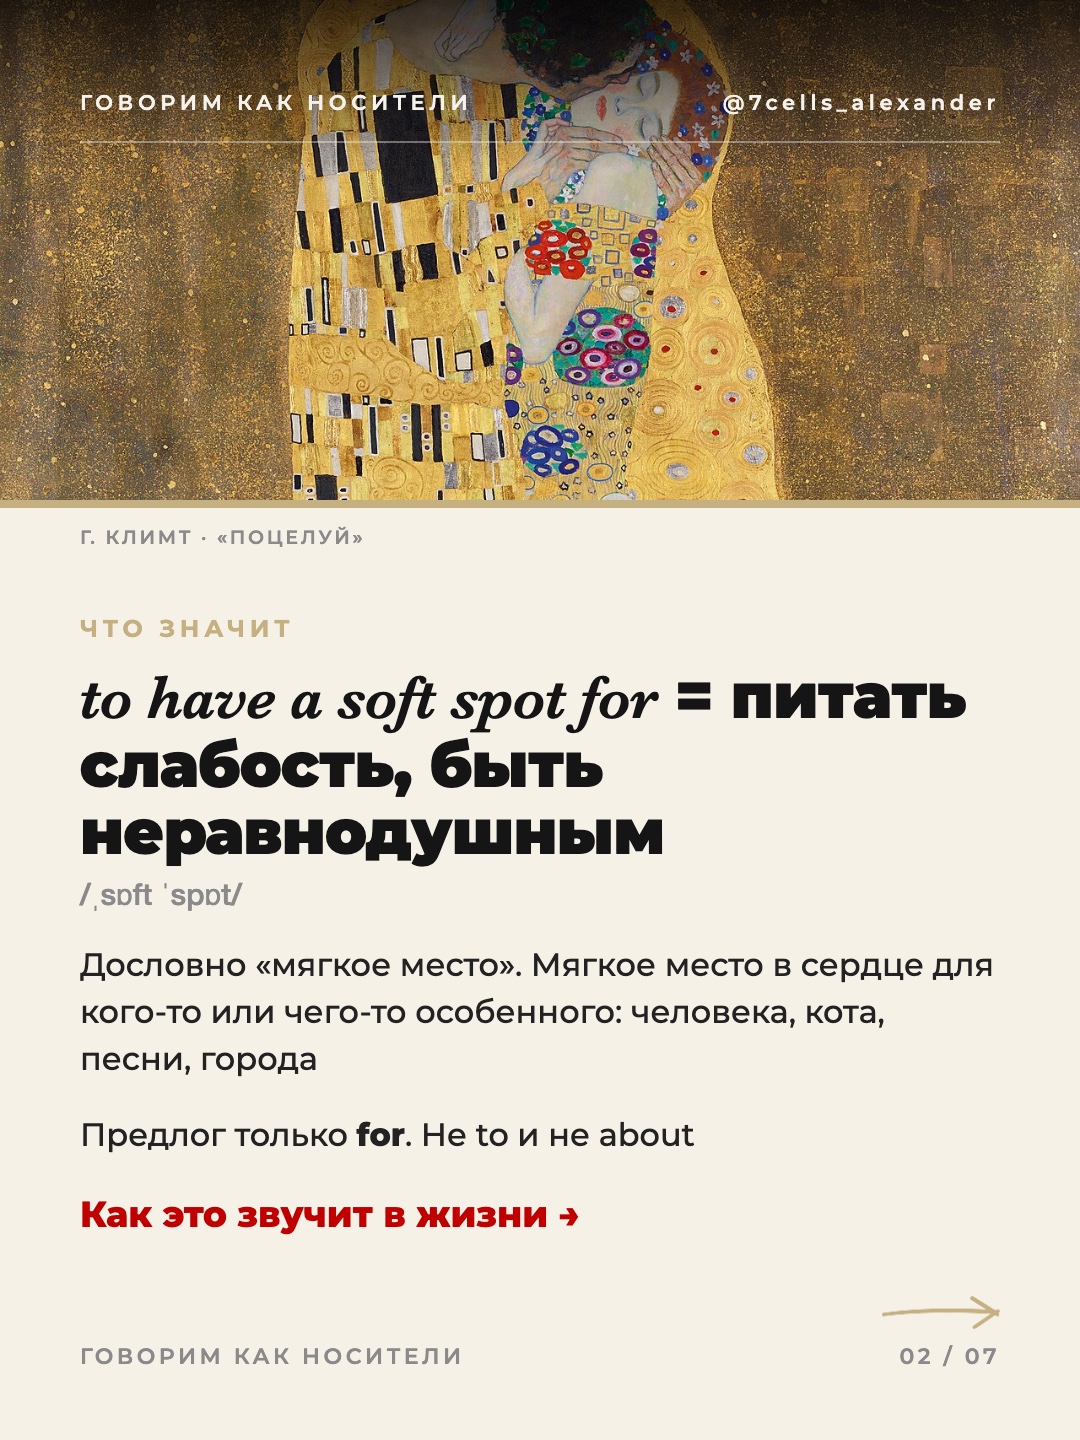 ГОВОРИМ КАК НОСИТЕЛИ
@7cells_alexander
Г. КЛИМТ · «ПОЦЕЛУЙ»
ЧТО ЗНАЧИТ
to have a soft spot for = питать
слабость, быть
неравнодушным
/ˌsɒft ˈspɒt/
Дословно «мягкое место». Мягкое место в сердце для
кого-то или чего-то особенного: человека, кота,
песни, города
Предлог только for. Не to и не about
Как это звучит в жизни →
ГОВОРИМ КАК НОСИТЕЛИ
02 / 07